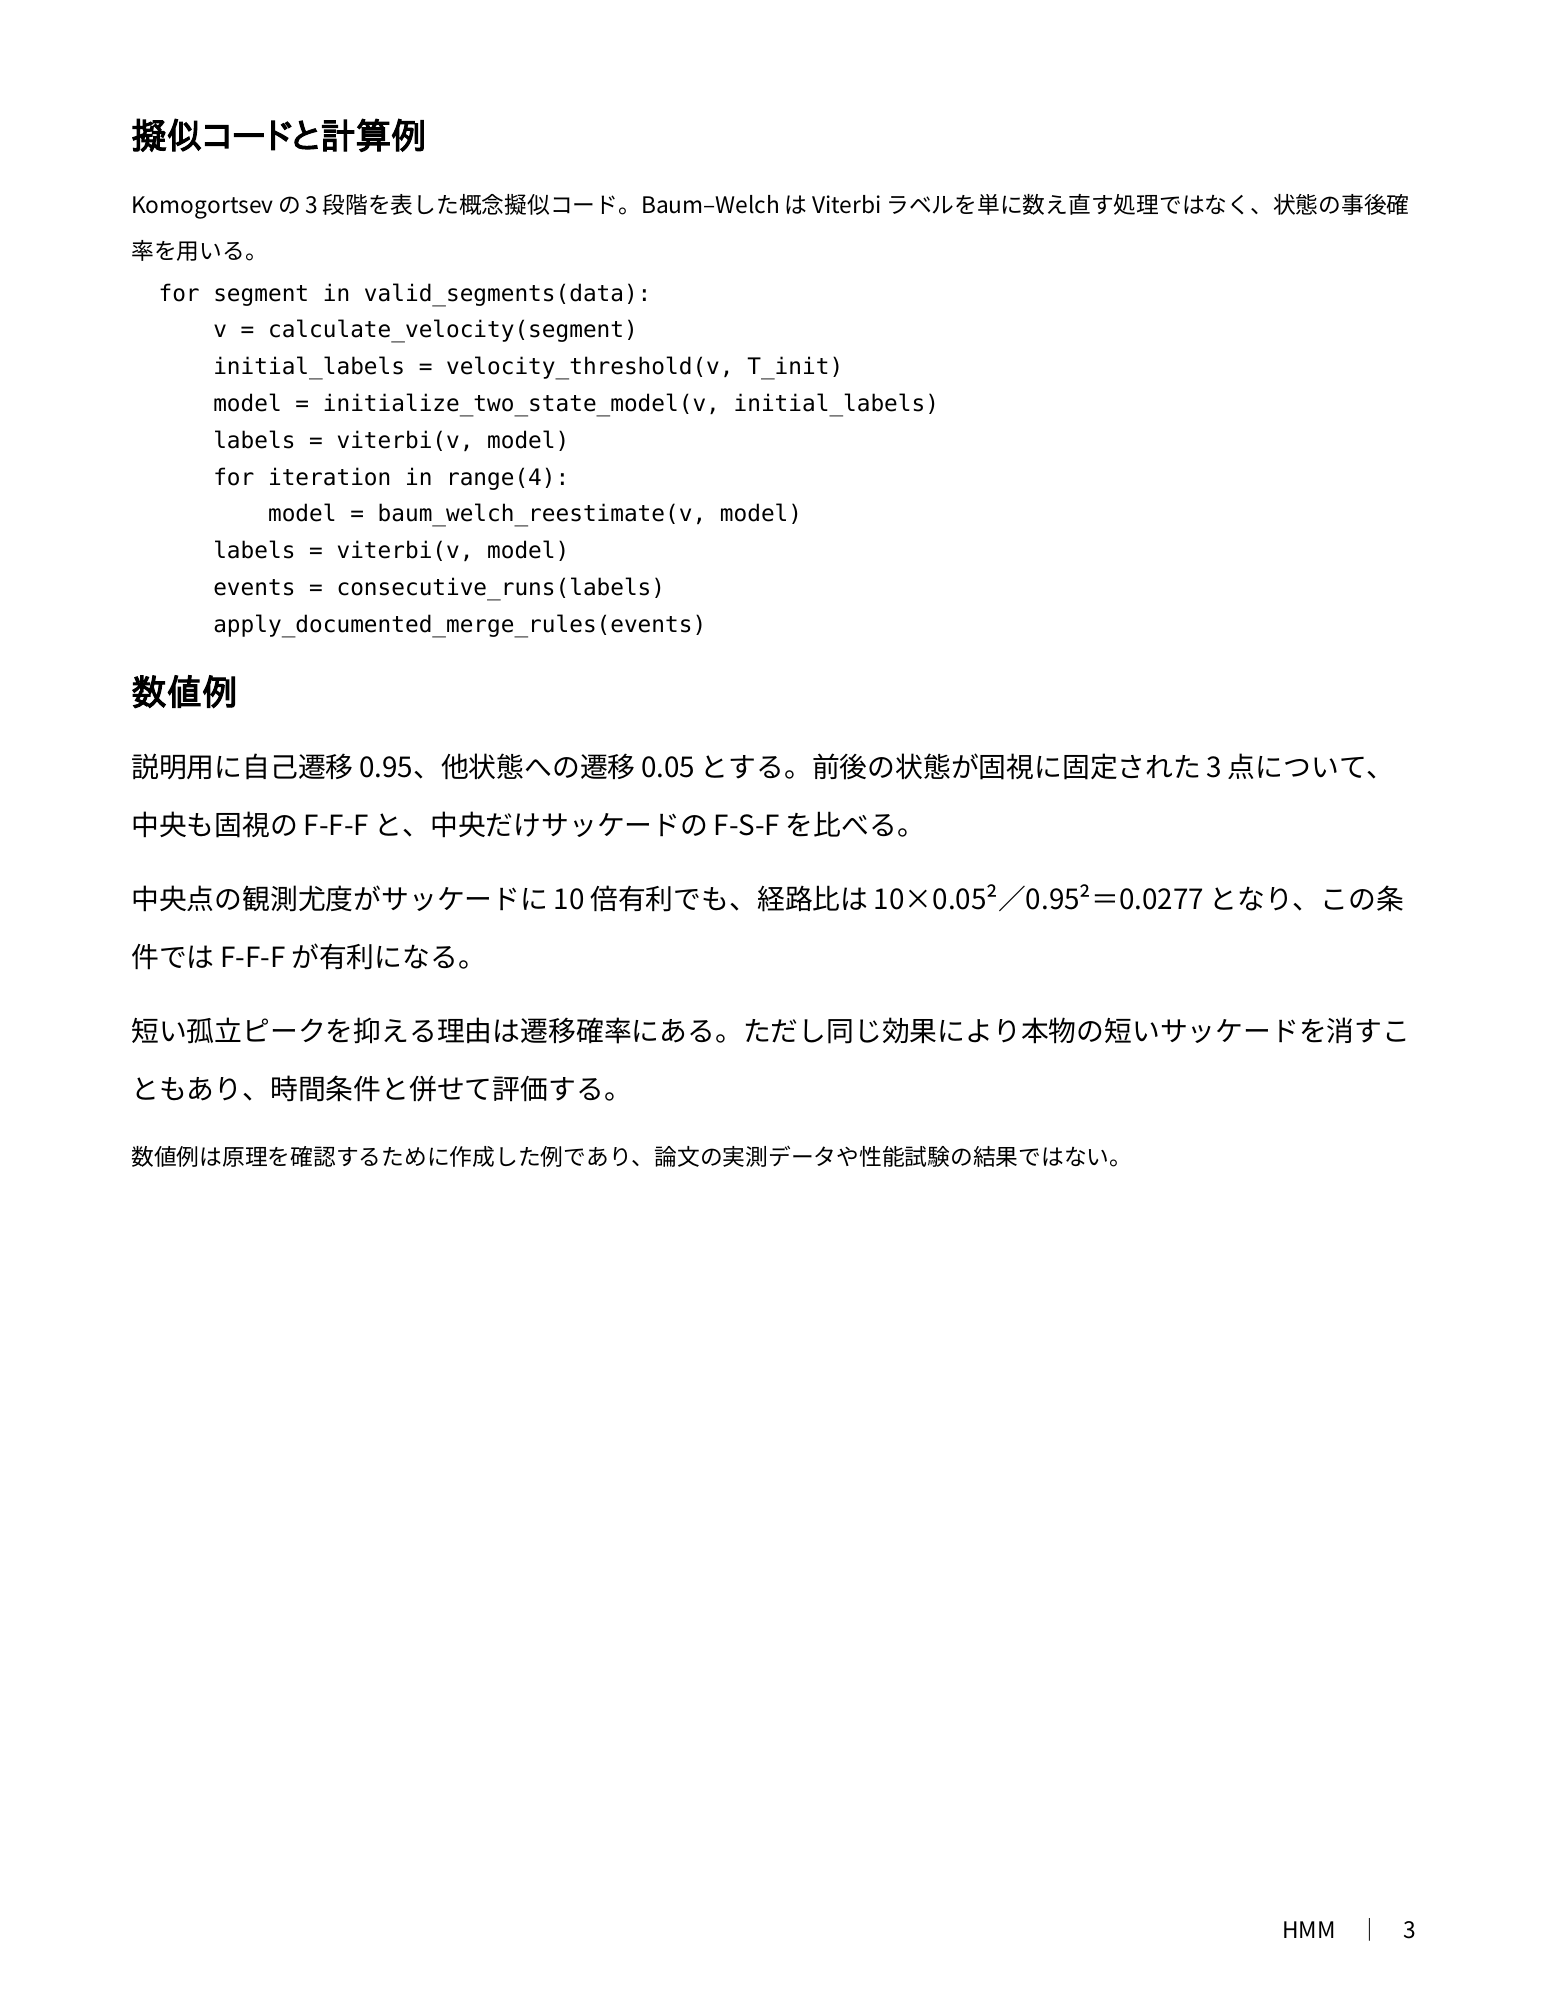 擬似コードと計算例
Komogortsev の 3 段階を表した概念擬似コード。Baum–Welch は Viterbi ラベルを単に数え直す処理ではなく、状態の事後確
率を用いる。
for segment in valid_segments(data):
    v = calculate_velocity(segment)
    initial_labels = velocity_threshold(v, T_init)
    model = initialize_two_state_model(v, initial_labels)
    labels = viterbi(v, model)
    for iteration in range(4):
        model = baum_welch_reestimate(v, model)
    labels = viterbi(v, model)
    events = consecutive_runs(labels)
    apply_documented_merge_rules(events)
数値例
説明用に自己遷移 0.95、他状態への遷移 0.05 とする。前後の状態が固視に固定された 3 点について、
中央も固視の F-F-F と、中央だけサッケードの F-S-F を比べる。
中央点の観測尤度がサッケードに 10 倍有利でも、経路比は 10×0.05²／0.95²＝0.0277 となり、この条
件では F-F-F が有利になる。
短い孤立ピークを抑える理由は遷移確率にある。ただし同じ効果により本物の短いサッケードを消すこ
ともあり、時間条件と併せて評価する。
数値例は原理を確認するために作成した例であり、論文の実測データや性能試験の結果ではない。
HMM ｜ 3